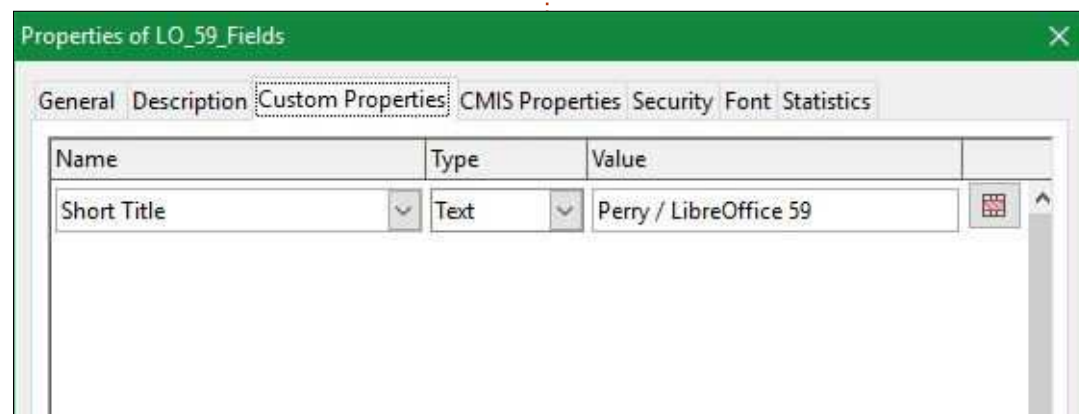 Properties of LO_59_Fields
General Description Custom Properties CMIS Properties Security Font Statistics
Name Type Value
Short Title Text Perry / LibreOffice 59